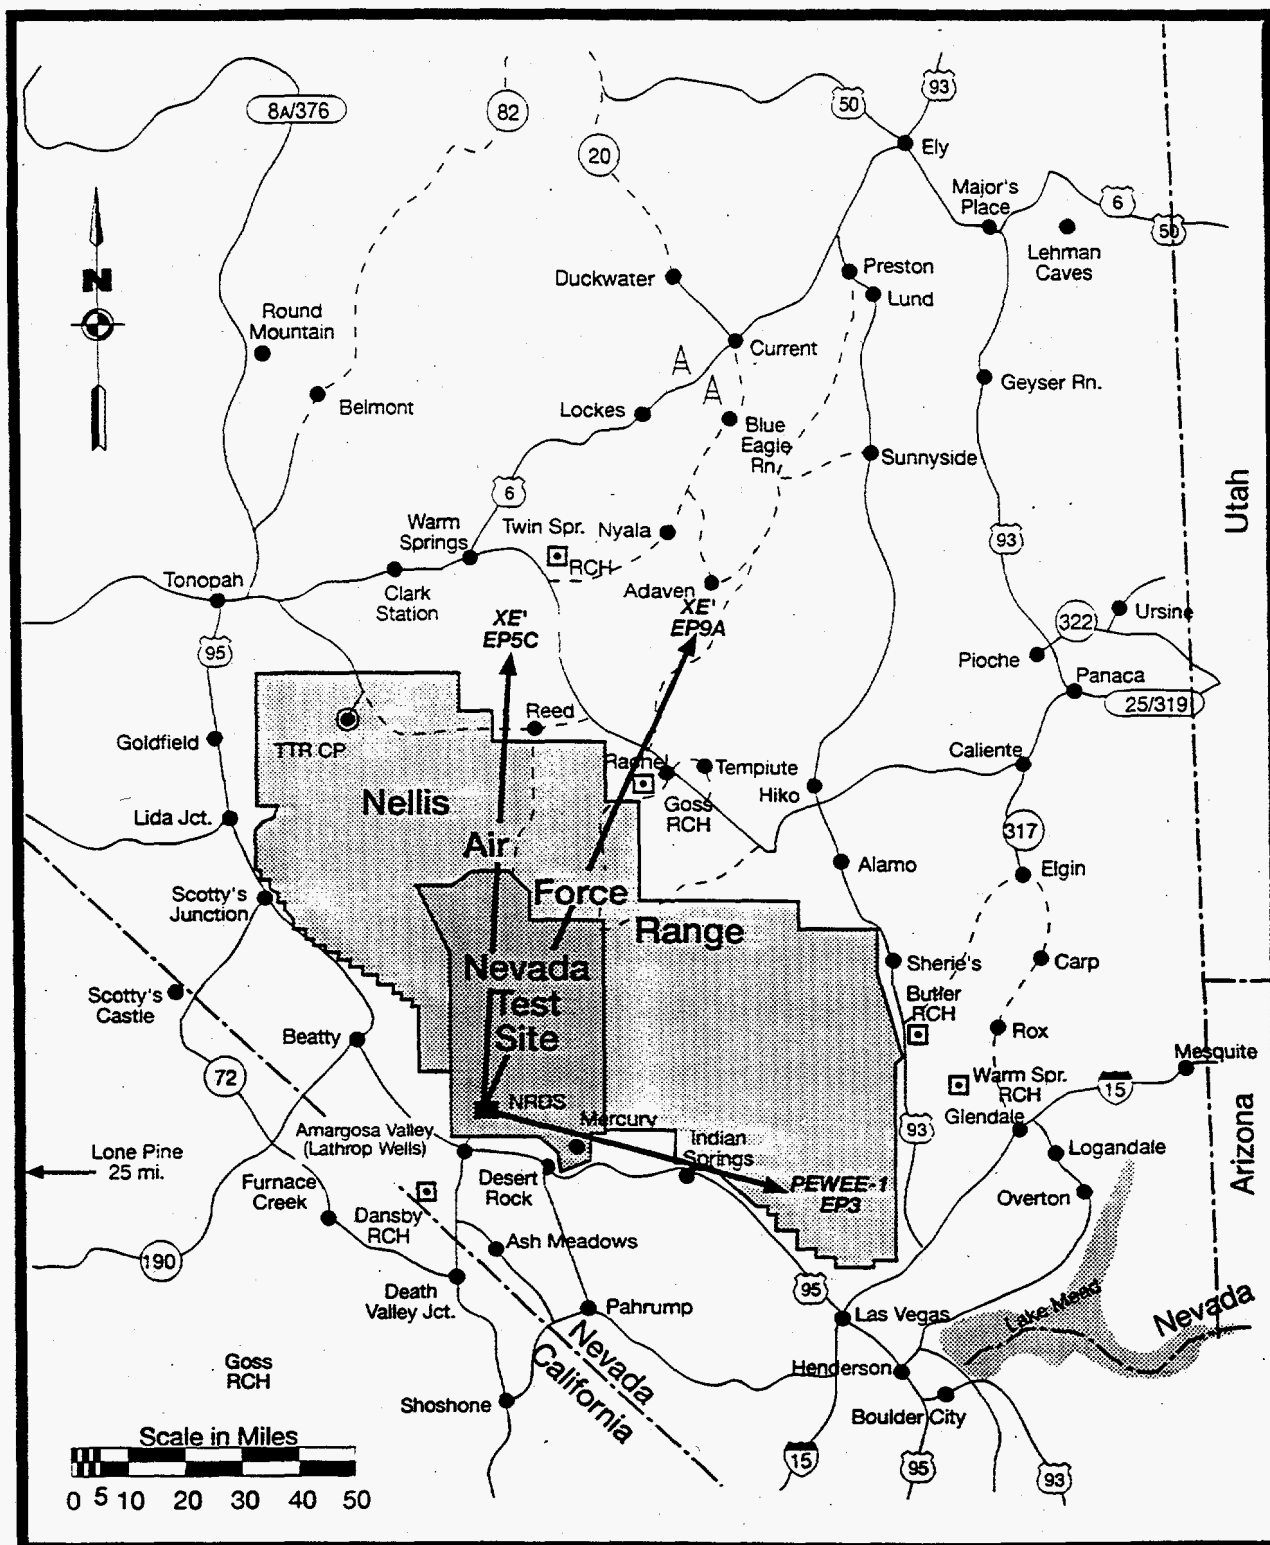 93
50
8A/376
82
20
Ely
Major's
Place
6
50
Lehman
Caves
N
Duckwater
Preston
Lund
Round
Mountain
Current
Geyser Rn.
Belmont
Lockes
Blue
Eagle
Rn.
Sunnyside
6
Utah
Warm
Springs
Twin Spr.
RCH
Nyala
93
Tonopah
Clark
Station
Adaven
XE'
EP5C
XE'
EP9A
Ursine
322
95
Pioche
Panaca
25/319
Reed
TTR CP
Goldfield
Caliente
Rachel
Tempiute
Hiko
Goss
RCH
Nellis
Air
Force
Range
Lida Jct.
317
Alamo
Elgin
Scotty's
Junction
Nevada
Test
Site
Sherie's
Carp
Butler
RCH
Scotty's
Castle
Beatty
Rox
Mesquite
72
NRDS
Warm Spr.
RCH
15
Mercury
Glendale
93
Amargosa Valley
(Lathrop Wells)
Indian
Springs
Logandale
Arizona
Lone Pine
25 mi.
Furnace
Creek
Desert
Rock
PEWEE-1
EP3
Overton
Dansby
RCH
Ash Meadows
190
Death
Valley Jct.
95
Pahrump
Las Vegas
Lake Mead
Nevada
Nevada
California
Goss
RCH
Henderson
Shoshone
Boulder City
Scale in Miles
15
95
93
0 5 10 20 30 40 50